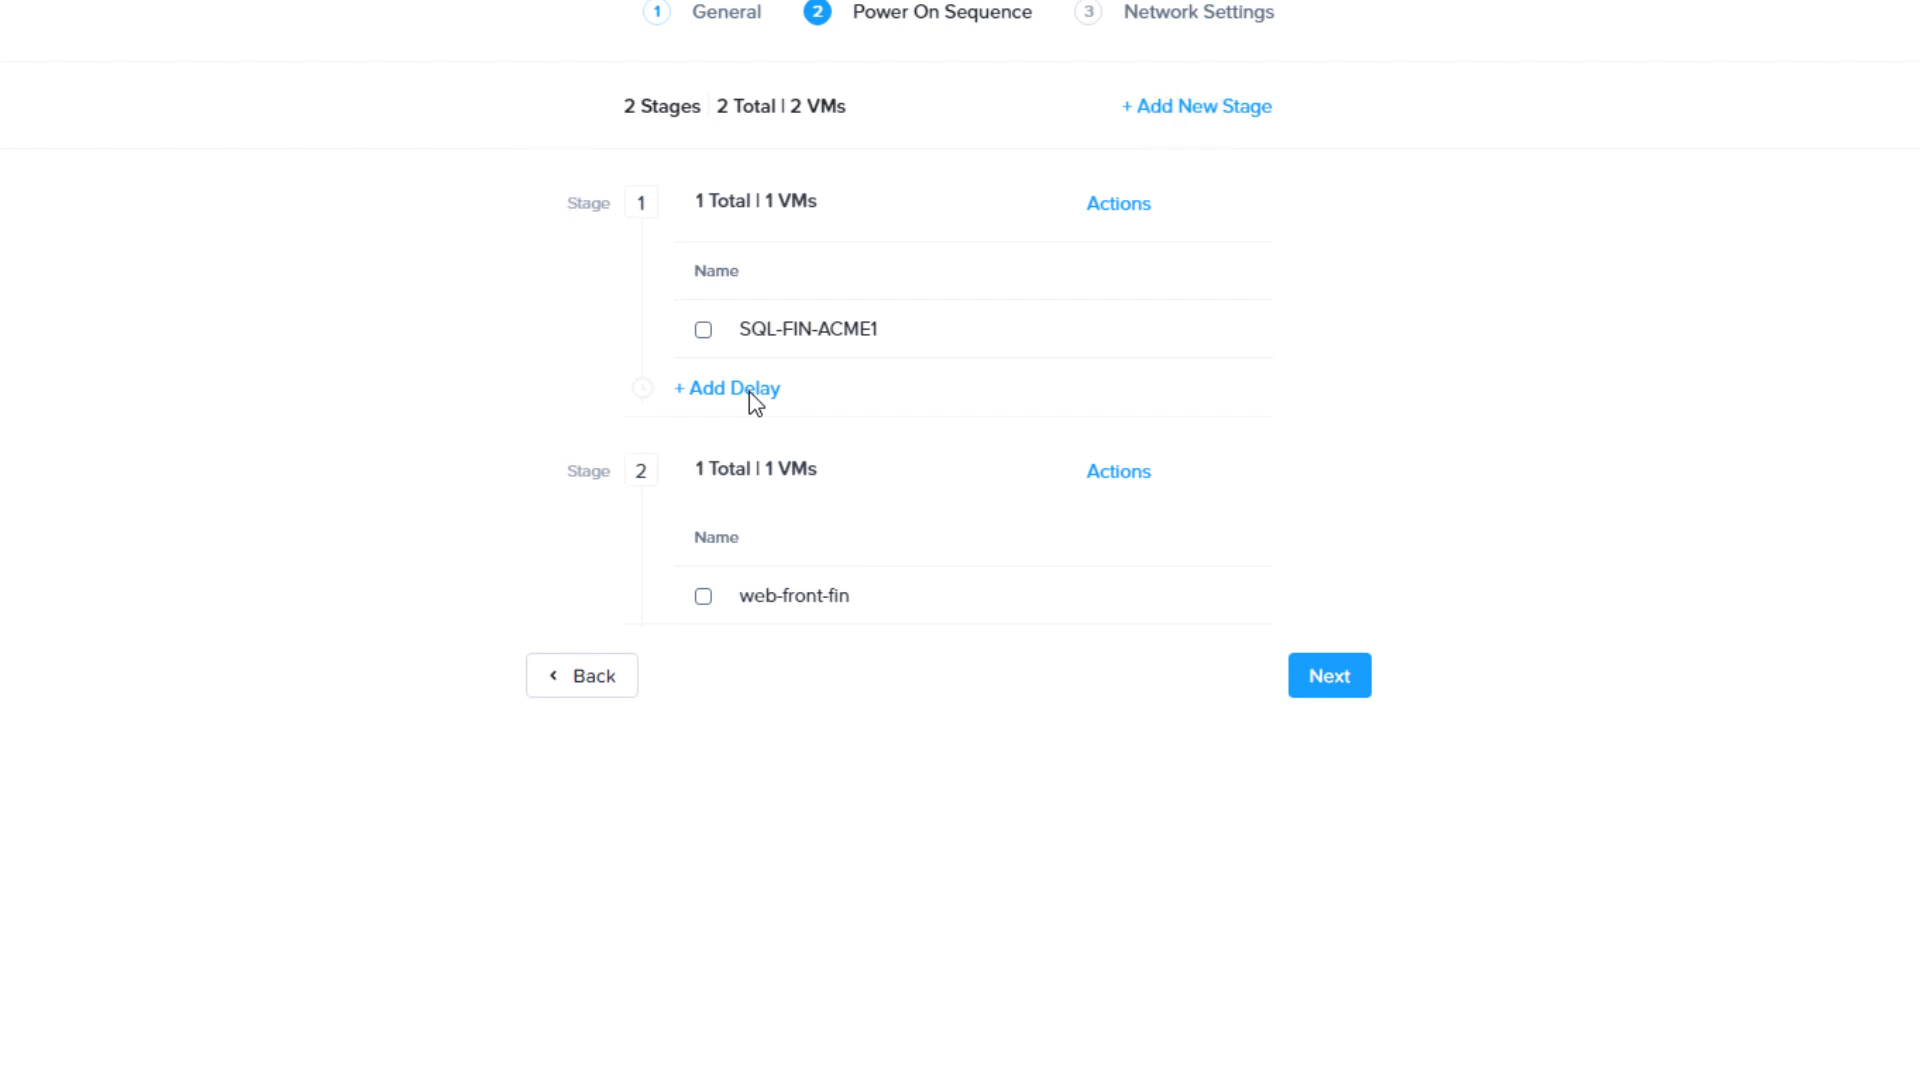 1 General 2 Power On Sequence 3 Network Settings
2 Stages 2 Total | 2 VMs + Add New Stage
Stage 1 1 Total | 1 VMs Actions
Name
SQL-FIN-ACME1
+ Add Delay
Stage 2 1 Total | 1 VMs Actions
Name
web-front-fin
Back Next